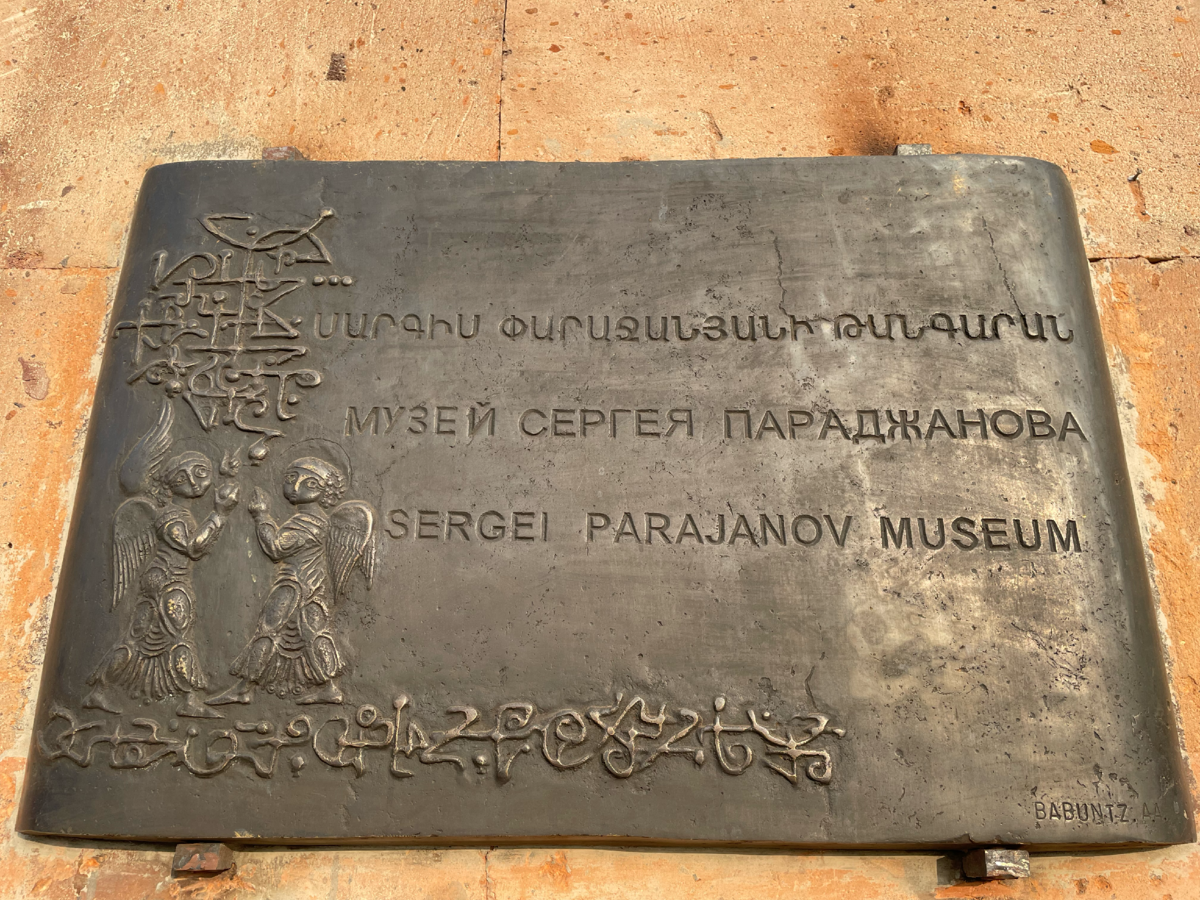 ՍԱՐԳԻՍ ՓԱՐԱՋԱՆՅԱՆԻ ԹԱՆԳԱՐԱՆ
МУЗЕЙ СЕРГЕЯ ПАРАДЖАНОВА
SERGEI PARAJANOV MUSEUM
BABUNTZ. AA